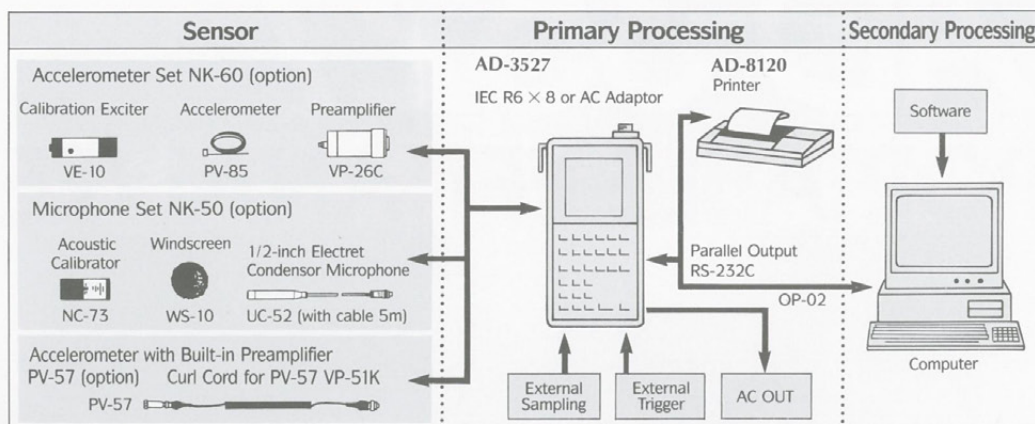 Sensor
Accelerometer Set NK-60 (option)
Calibration Exciter
VE-10
Accelerometer
PV-85
Preamplifier
VP-26C
Microphone Set NK-50 (option)
Acoustic
Calibrator
NC-73
Windscreen
WS-10
1/2-inch Electret
Condensor Microphone
UC-52 (with cable 5m)
Accelerometer with Built-in Preamplifier
PV-57 (option) Curl Cord for PV-57 VP-51K
PV-57
Primary Processing
AD-3527
IEC R6 × 8 or AC Adaptor
AD-8120
Printer
Parallel Output
RS-232C
OP-02
External
Sampling
External
Trigger
AC OUT
Secondary Processing
Software
Computer